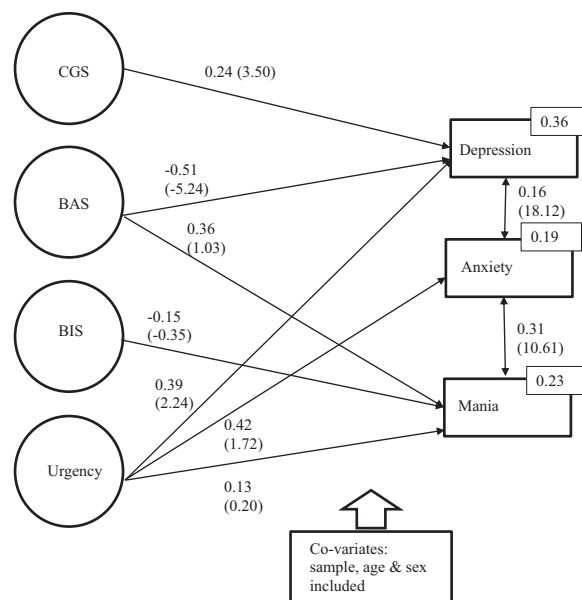 CGS
0.24 (3.50)
0.36
Depression
-0.51
(-5.24)
BAS
0.36
(1.03)
0.16
(18.12)
0.19
Anxiety
BIS
-0.15
(-0.35)
0.31
(10.61)
0.39
(2.24)
0.23
Mania
0.42
(1.72)
Urgency
0.13
(0.20)
Co-variates:
sample, age & sex
included